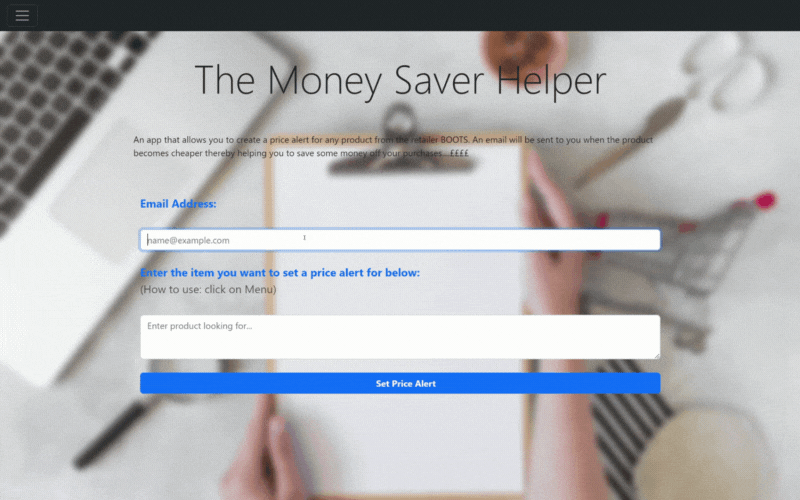 The Money Saver Helper
An app that allows you to create a price alert for any product from the retailer BOOTS. An email will be sent to you when the product
becomes cheaper thereby helping you to save some money off your purchases...££££
Email Address:
name@example.com
Enter the item you want to set a price alert for below:
(How to use: click on Menu)
Enter product looking for...
Set Price Alert